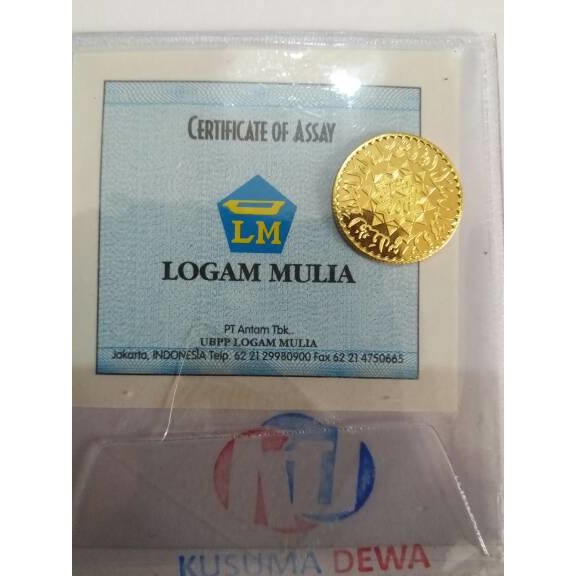 CERTIFICATE OF ASSAY
LM
LOGAM MULIA
PT Antam Tbk..
UBPP LOGAM MULIA
Jakarta, INDONESIA Telp. 62 21 29980900 Fax 62 21 4750665
KUSUMA DEWA